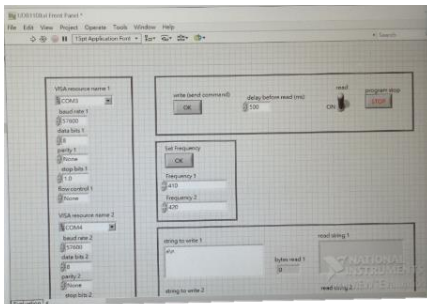 Front Panel *
File Edit View Project Operate Tools Window Help
13pt Application Font
Search
VISA resource name 1
COM3
baud rate 1
57600
data bits 1
8
parity 1
None
stop bits 1
1.0
flow control 1
None
VISA resource name 2
COM4
baud rate 2
57600
data bits 2
8
parity 2
None
stop bits 2
write (send command)
OK
delay before read (ms)
500
read
ON
program stop
STOP
Set Frequency
OK
Frequency 1
410
Frequency 2
420
string to write 1
bytes read 1
0
read string 1
string to write 2
read string 2
NATIONAL
INSTRUMENTS